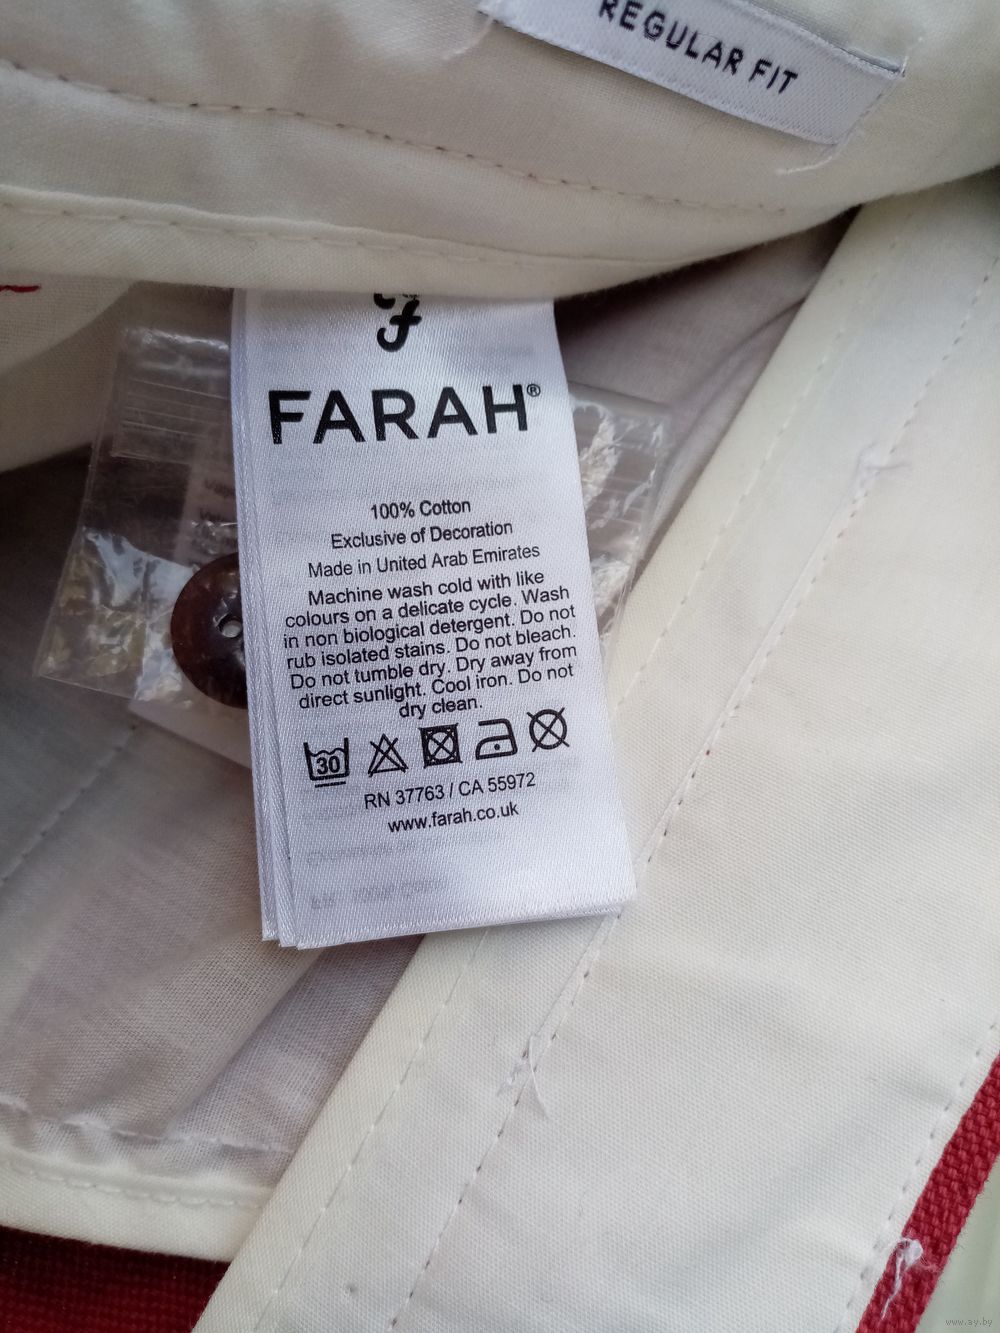 REGULAR FIT
FARAH®
100% Cotton
Exclusive of Decoration
Made in United Arab Emirates
Machine wash cold with like
colours on a delicate cycle. Wash
in non biological detergent. Do not
rub isolated stains. Do not bleach.
Do not tumble dry. Dry away from
direct sunlight. Cool iron. Do not
dry clean.
30
RN 37763 / CA 55972
www.farah.co.uk
www.ay.by